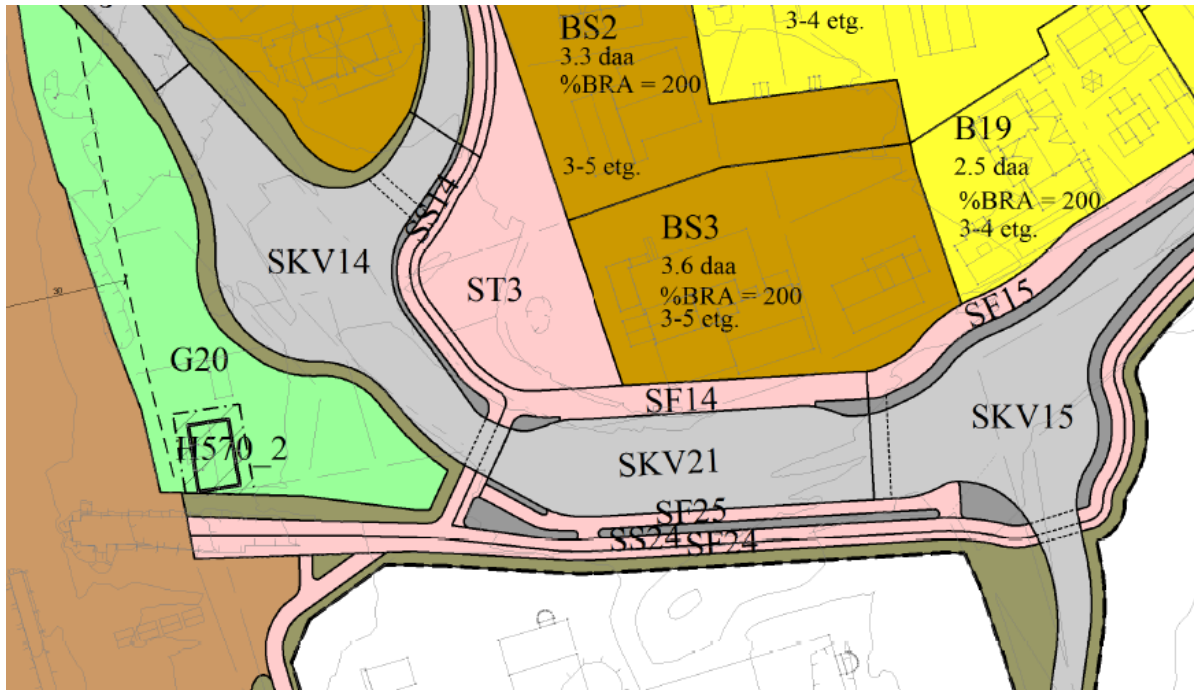 3-4 etg.
BS2
3.3 daa
%BRA = 200
3-5 etg.
B19
2.5 daa
%BRA = 200
3-4 etg.
SS14
BS3
3.6 daa
%BRA = 200
3-5 etg.
SKV14
ST3
SF15
30
G20
SF14
SKV15
H570_2
SKV21
SF25
SS24
SF24